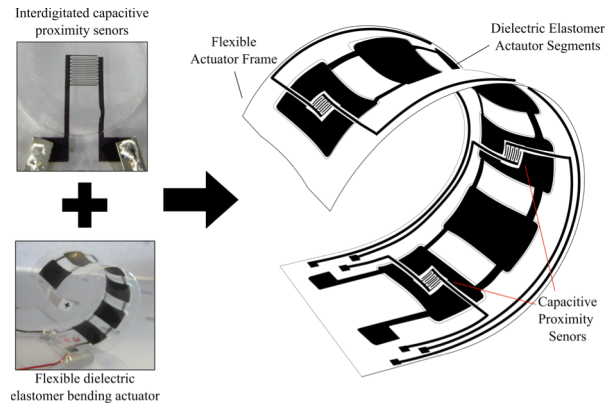 Interdigitated capacitive
proximity senors
Flexible
Actuator Frame
Dielectric Elastomer
Actautor Segments
Capacitive
Proximity
Senors
Flexible dielectric
elastomer bending actuator